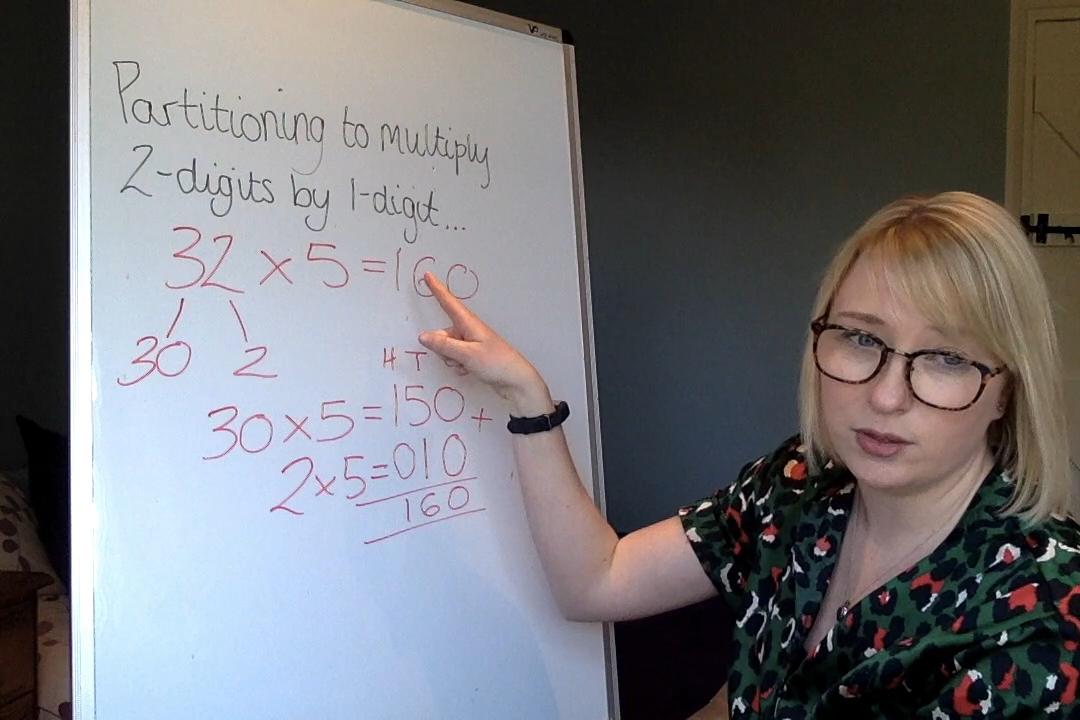 Partitioning to multiply
2-digits by 1-digit...
32 × 5 = 160
30 2
H T
30 × 5 = 150 +
2 × 5 = 010
160